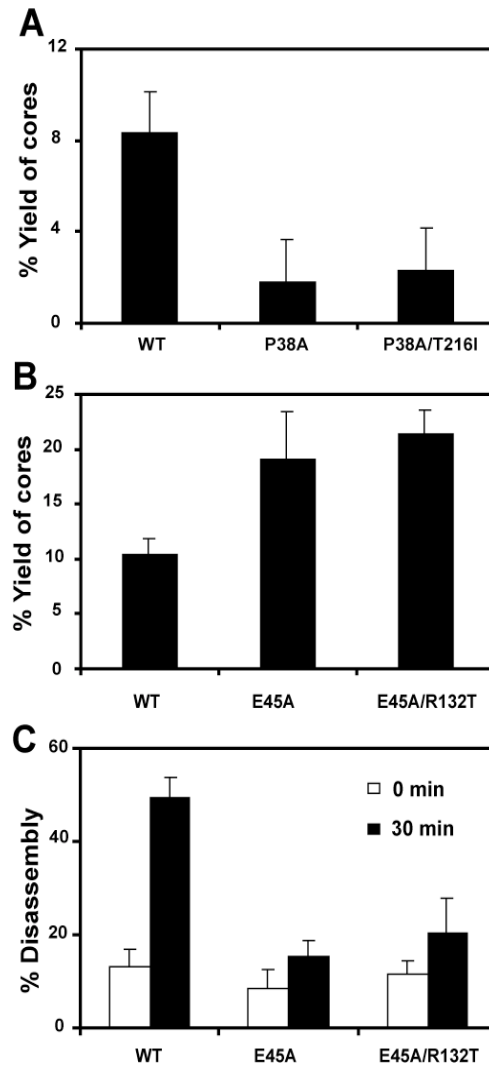 A
% Yield of cores
12
8
4
0
WT P38A P38A/T216I
B
% Yield of cores
25
20
15
10
5
0
WT E45A E45A/R132T
C
% Disassembly
60
40
20
0
0 min
30 min
WT E45A E45A/R132T